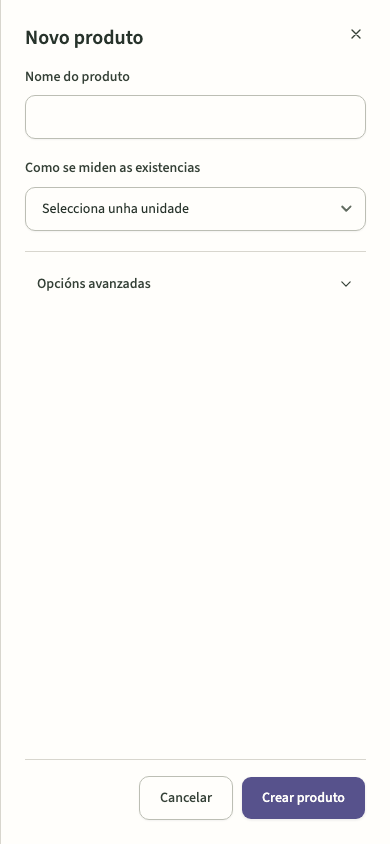 Novo produto
Nome do produto
Como se miden as existencias
Selecciona unha unidade
Opcións avanzadas
Cancelar
Crear produto